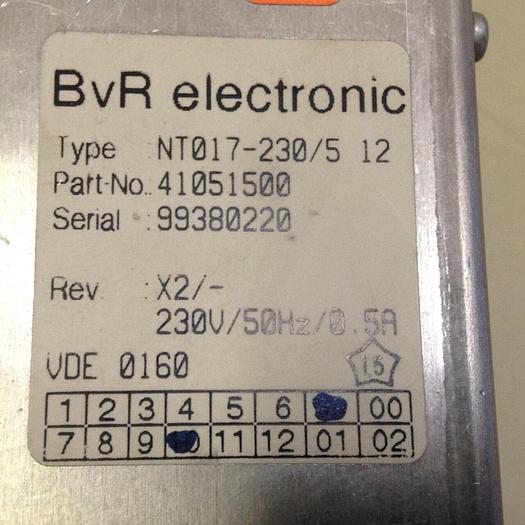 BvR electronic
Type : NT017-230/5 12
Part-No.: 41051500
Serial : 99380220
Rev. : X2/-
230V/50Hz/0.5A
VDE 0160
15
1 2 3 4 5 6 00
7 8 9 11 12 01 02